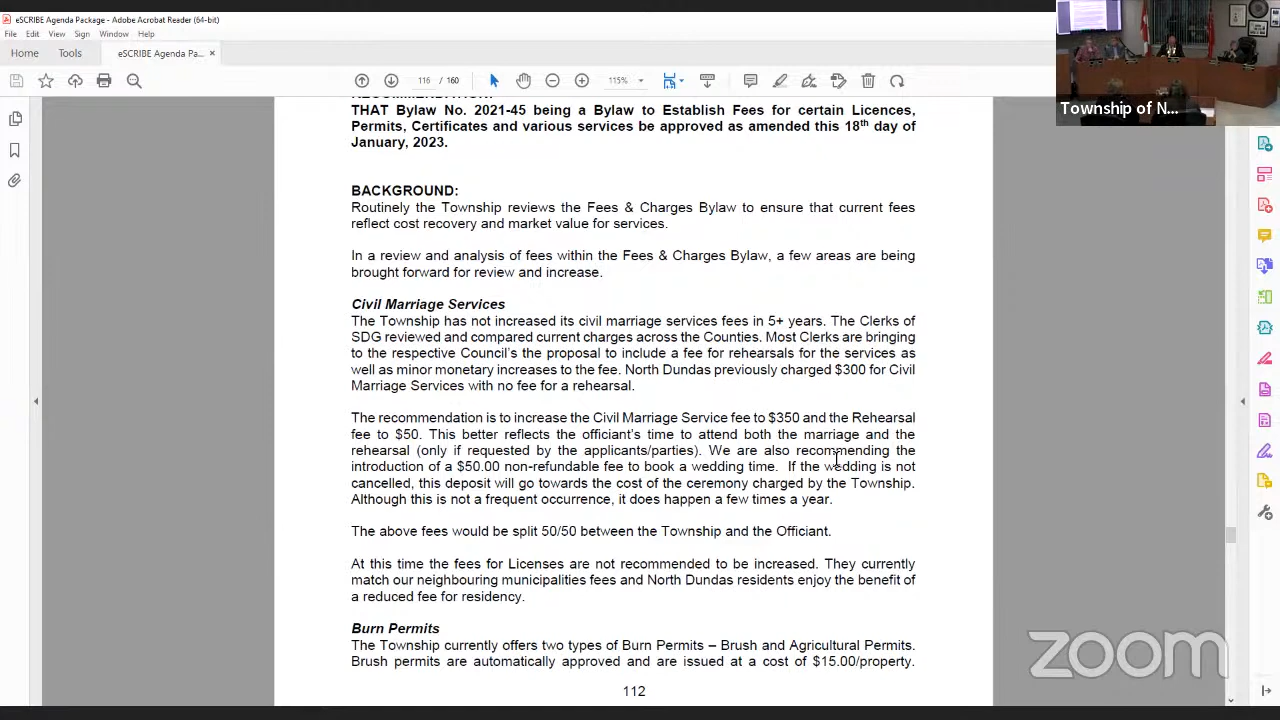 eSCRIBE Agenda Package - Adobe Acrobat Reader (64-bit)
File Edit View Sign Window Help
Home Tools eSCRIBE Agenda Pa... ×
116 / 160 115%
Township of N...
THAT Bylaw No. 2021-45 being a Bylaw to Establish Fees for certain Licences,
Permits, Certificates and various services be approved as amended this 18th day of
January, 2023.
BACKGROUND:
Routinely the Township reviews the Fees & Charges Bylaw to ensure that current fees
reflect cost recovery and market value for services.
In a review and analysis of fees within the Fees & Charges Bylaw, a few areas are being
brought forward for review and increase.
Civil Marriage Services
The Township has not increased its civil marriage services fees in 5+ years. The Clerks of
SDG reviewed and compared current charges across the Counties. Most Clerks are bringing
to the respective Council's the proposal to include a fee for rehearsals for the services as
well as minor monetary increases to the fee. North Dundas previously charged $300 for Civil
Marriage Services with no fee for a rehearsal.
The recommendation is to increase the Civil Marriage Service fee to $350 and the Rehearsal
fee to $50. This better reflects the officiant's time to attend both the marriage and the
rehearsal (only if requested by the applicants/parties). We are also recommending the
introduction of a $50.00 non-refundable fee to book a wedding time. If the wedding is not
cancelled, this deposit will go towards the cost of the ceremony charged by the Township.
Although this is not a frequent occurrence, it does happen a few times a year.
The above fees would be split 50/50 between the Township and the Officiant.
At this time the fees for Licenses are not recommended to be increased. They currently
match our neighbouring municipalities fees and North Dundas residents enjoy the benefit of
a reduced fee for residency.
Burn Permits
The Township currently offers two types of Burn Permits – Brush and Agricultural Permits.
Brush permits are automatically approved and are issued at a cost of $15.00/property.
112
zoom